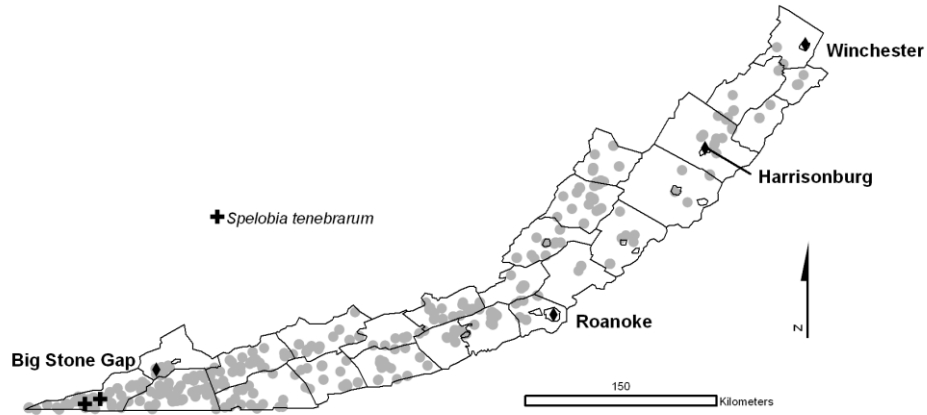 Winchester
Harrisonburg
Spelobia tenebrarum
Roanoke
Big Stone Gap
N
150
Kilometers